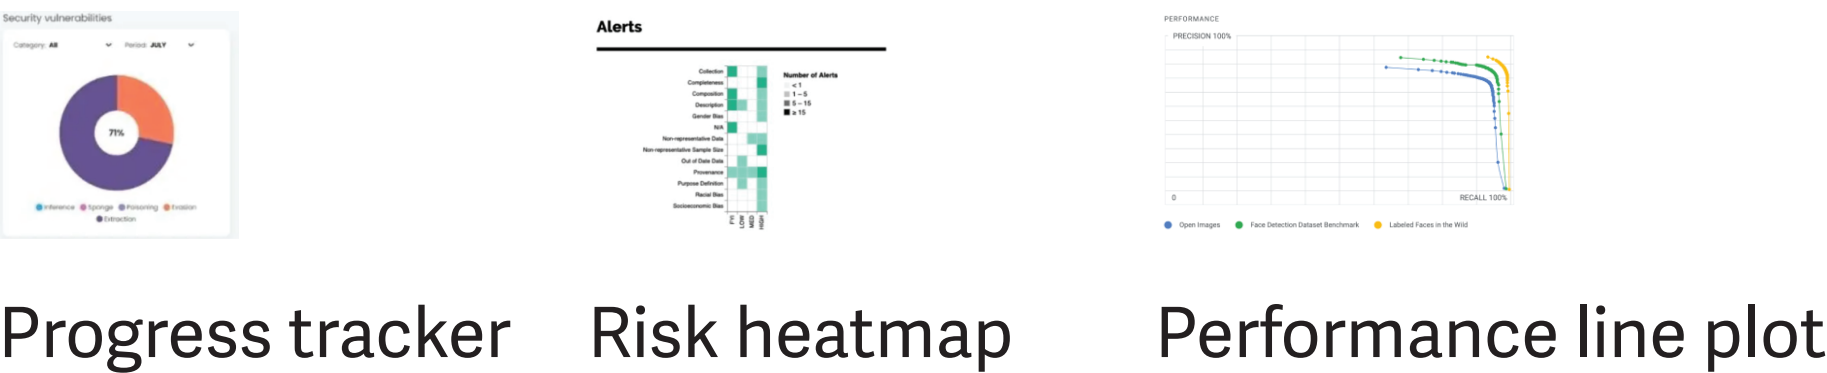 Security vulnerabilities
Category: All
Period: JULY
71%
Inference
Sponge
Poisoning
Evasion
Extraction
Progress tracker
Alerts
Collection
Completeness
Composition
Description
Gender Bias
N/A
Non-representative Data
Non-representative Sample Size
Out of Date Data
Provenance
Purpose Definition
Racial Bias
Socioeconomic Bias
FYI
LOW
MED
HIGH
Number of Alerts
< 1
1 – 5
5 – 15
≥ 15
Risk heatmap
PERFORMANCE
PRECISION 100%
0
RECALL 100%
Open Images
Face Detection Dataset Benchmark
Labeled Faces in the Wild
Performance line plot